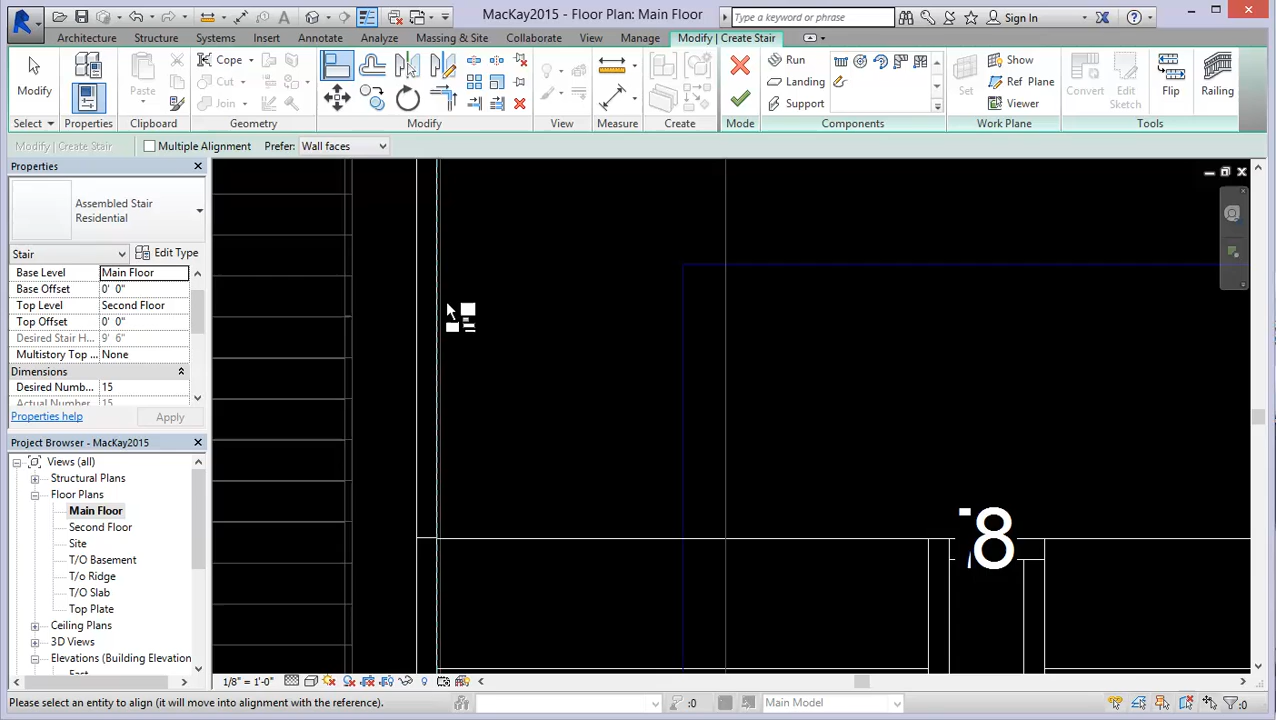 MacKay2015 - Floor Plan: Main Floor
Type a keyword or phrase
Sign In
Architecture
Structure
Systems
Insert
Annotate
Analyze
Massing & Site
Collaborate
View
Manage
Modify | Create Stair
Modify
Paste
Cope
Cut
Join
Run
Landing
Support
Set
Show
Ref Plane
Viewer
Convert
Edit
Sketch
Flip
Railing
Select
Properties
Clipboard
Geometry
Modify
View
Measure
Create
Mode
Components
Work Plane
Tools
Modify | Create Stair
Multiple Alignment
Prefer:
Wall faces
Properties
Assembled Stair
Residential
Stair
Edit Type
Base Level Main Floor
Base Offset 0' 0"
Top Level Second Floor
Top Offset 0' 0"
Desired Stair H... 9' 6"
Multistory Top ... None
Dimensions
Desired Numb... 15
Actual Number 15
Properties help
Apply
Project Browser - MacKay2015
Views (all)
Structural Plans
Floor Plans
Main Floor
Second Floor
Site
T/O Basement
T/o Ridge
T/O Slab
Top Plate
Ceiling Plans
3D Views
Elevations (Building Elevation
East
78
1/8" = 1'-0"
Please select an entity to align (it will move into alignment with the reference).
:0
Main Model
:0